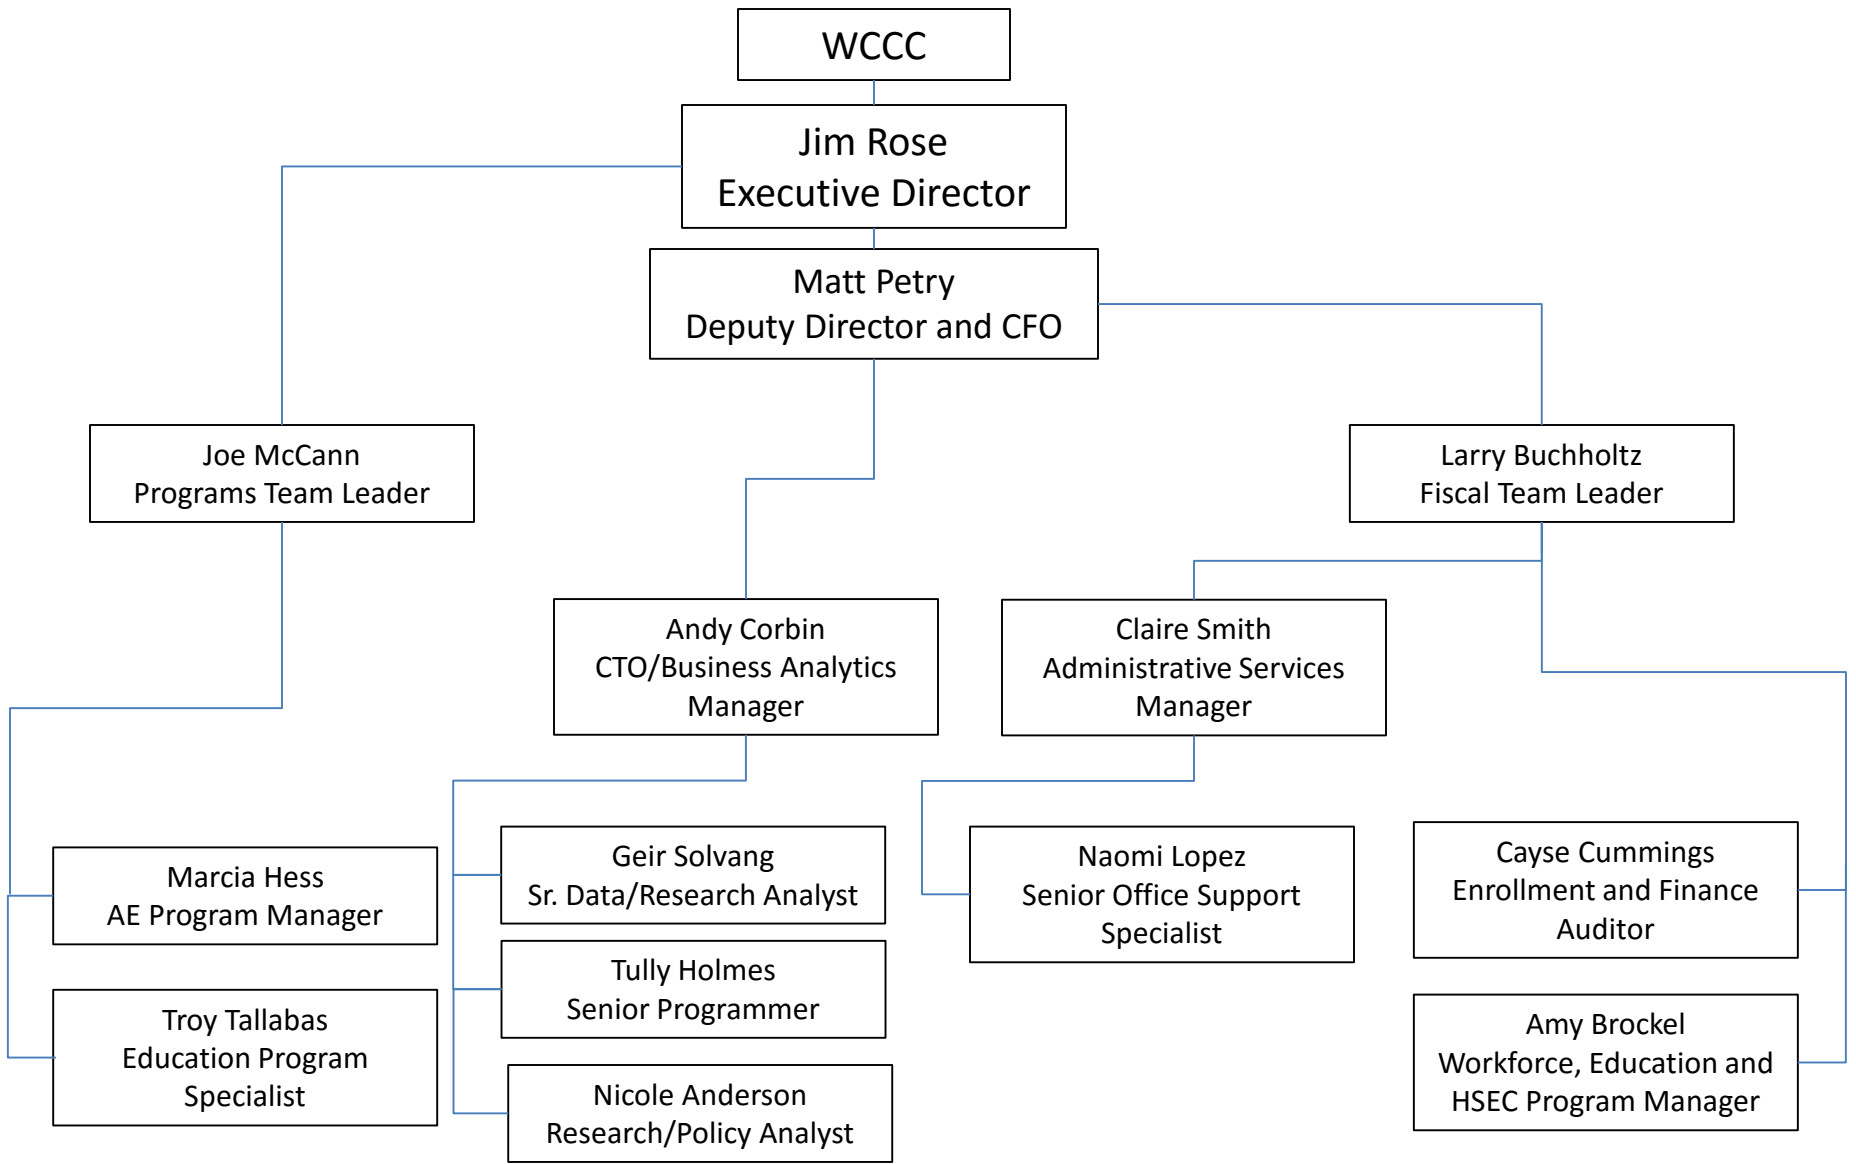 WCCC
Jim Rose
Executive Director
Matt Petry
Deputy Director and CFO
Joe McCann
Programs Team Leader
Larry Buchholtz
Fiscal Team Leader
Andy Corbin
CTO/Business Analytics
Manager
Claire Smith
Administrative Services
Manager
Marcia Hess
AE Program Manager
Troy Tallabas
Education Program
Specialist
Geir Solvang
Sr. Data/Research Analyst
Tully Holmes
Senior Programmer
Nicole Anderson
Research/Policy Analyst
Naomi Lopez
Senior Office Support
Specialist
Cayse Cummings
Enrollment and Finance
Auditor
Amy Brockel
Workforce, Education and
HSEC Program Manager